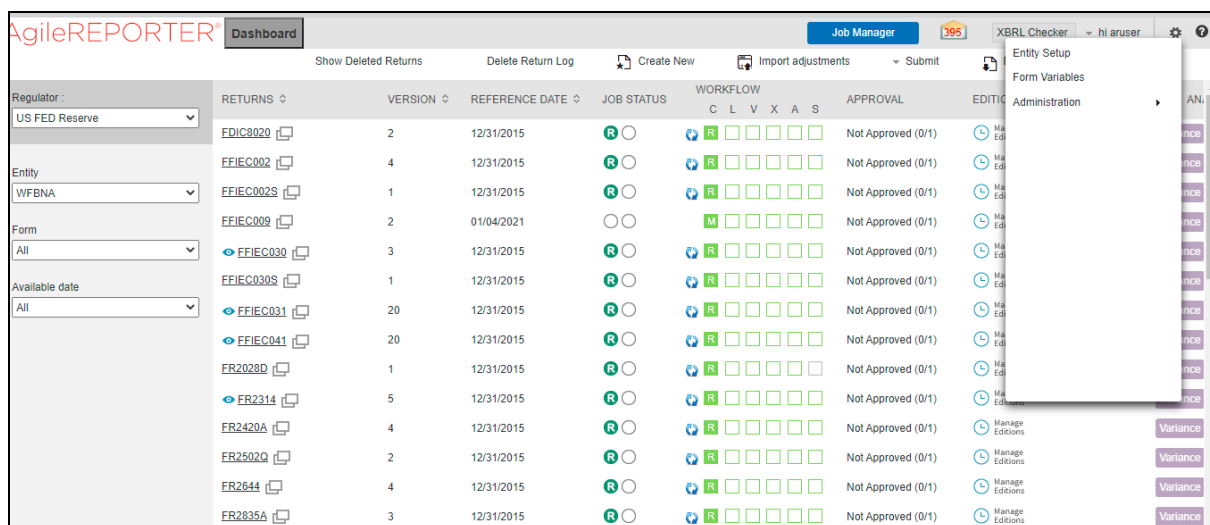 AgileREPORTER® Dashboard Job Manager 395 XBRL Checker hi aruser
Show Deleted Returns Delete Return Log Create New Import adjustments Submit
Entity Setup
Form Variables
Administration
Regulator :
US FED Reserve
Entity
WFBNA
Form
All
Available date
All
RETURNS VERSION REFERENCE DATE JOB STATUS WORKFLOW APPROVAL
C L V X A S
FDIC8020 2 12/31/2015 R R Not Approved (0/1)
FFIEC002 4 12/31/2015 R R Not Approved (0/1)
FFIEC002S 1 12/31/2015 R R Not Approved (0/1)
FFIEC009 2 01/04/2021 M Not Approved (0/1)
FFIEC030 3 12/31/2015 R R Not Approved (0/1)
FFIEC030S 1 12/31/2015 R R Not Approved (0/1)
FFIEC031 20 12/31/2015 R R Not Approved (0/1)
FFIEC041 20 12/31/2015 R R Not Approved (0/1)
FR2028D 1 12/31/2015 R R Not Approved (0/1)
FR2314 5 12/31/2015 R R Not Approved (0/1)
FR2420A 4 12/31/2015 R R Not Approved (0/1) Manage Editions Variance
FR2502Q 2 12/31/2015 R R Not Approved (0/1) Manage Editions Variance
FR2644 4 12/31/2015 R R Not Approved (0/1) Manage Editions Variance
FR2835A 3 12/31/2015 R R Not Approved (0/1) Manage Editions Variance